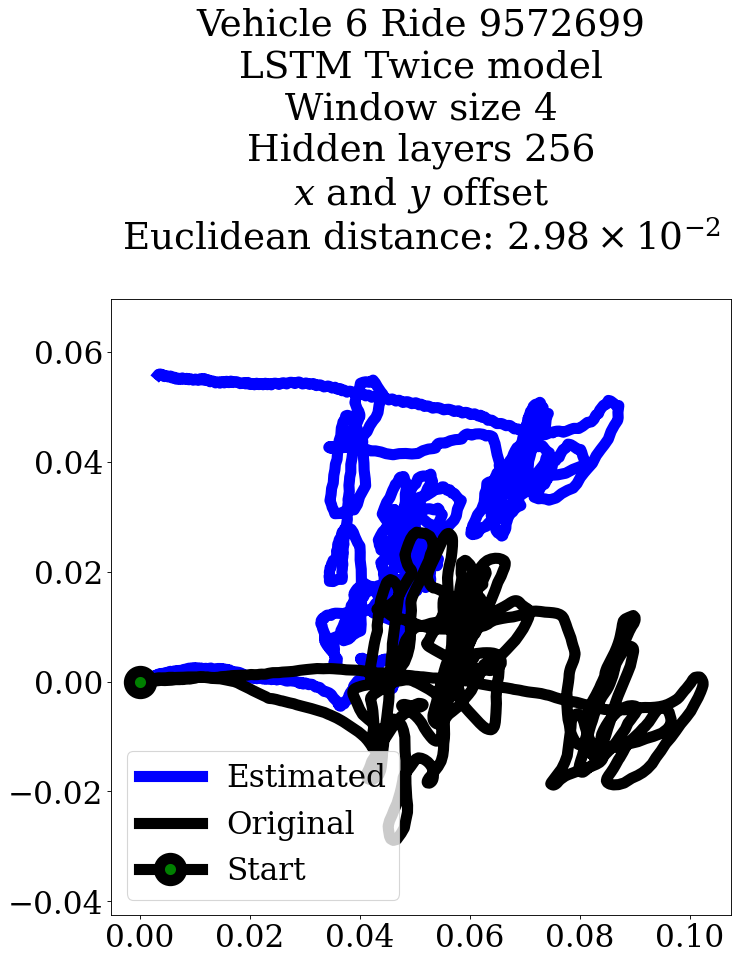 Vehicle 6 Ride 9572699
LSTM Twice model
Window size 4
Hidden layers 256
x and y offset
Euclidean distance: 2.98 × 10⁻²
0.06
0.04
0.02
0.00
−0.02
−0.04
Estimated
Original
Start
0.00 0.02 0.04 0.06 0.08 0.10